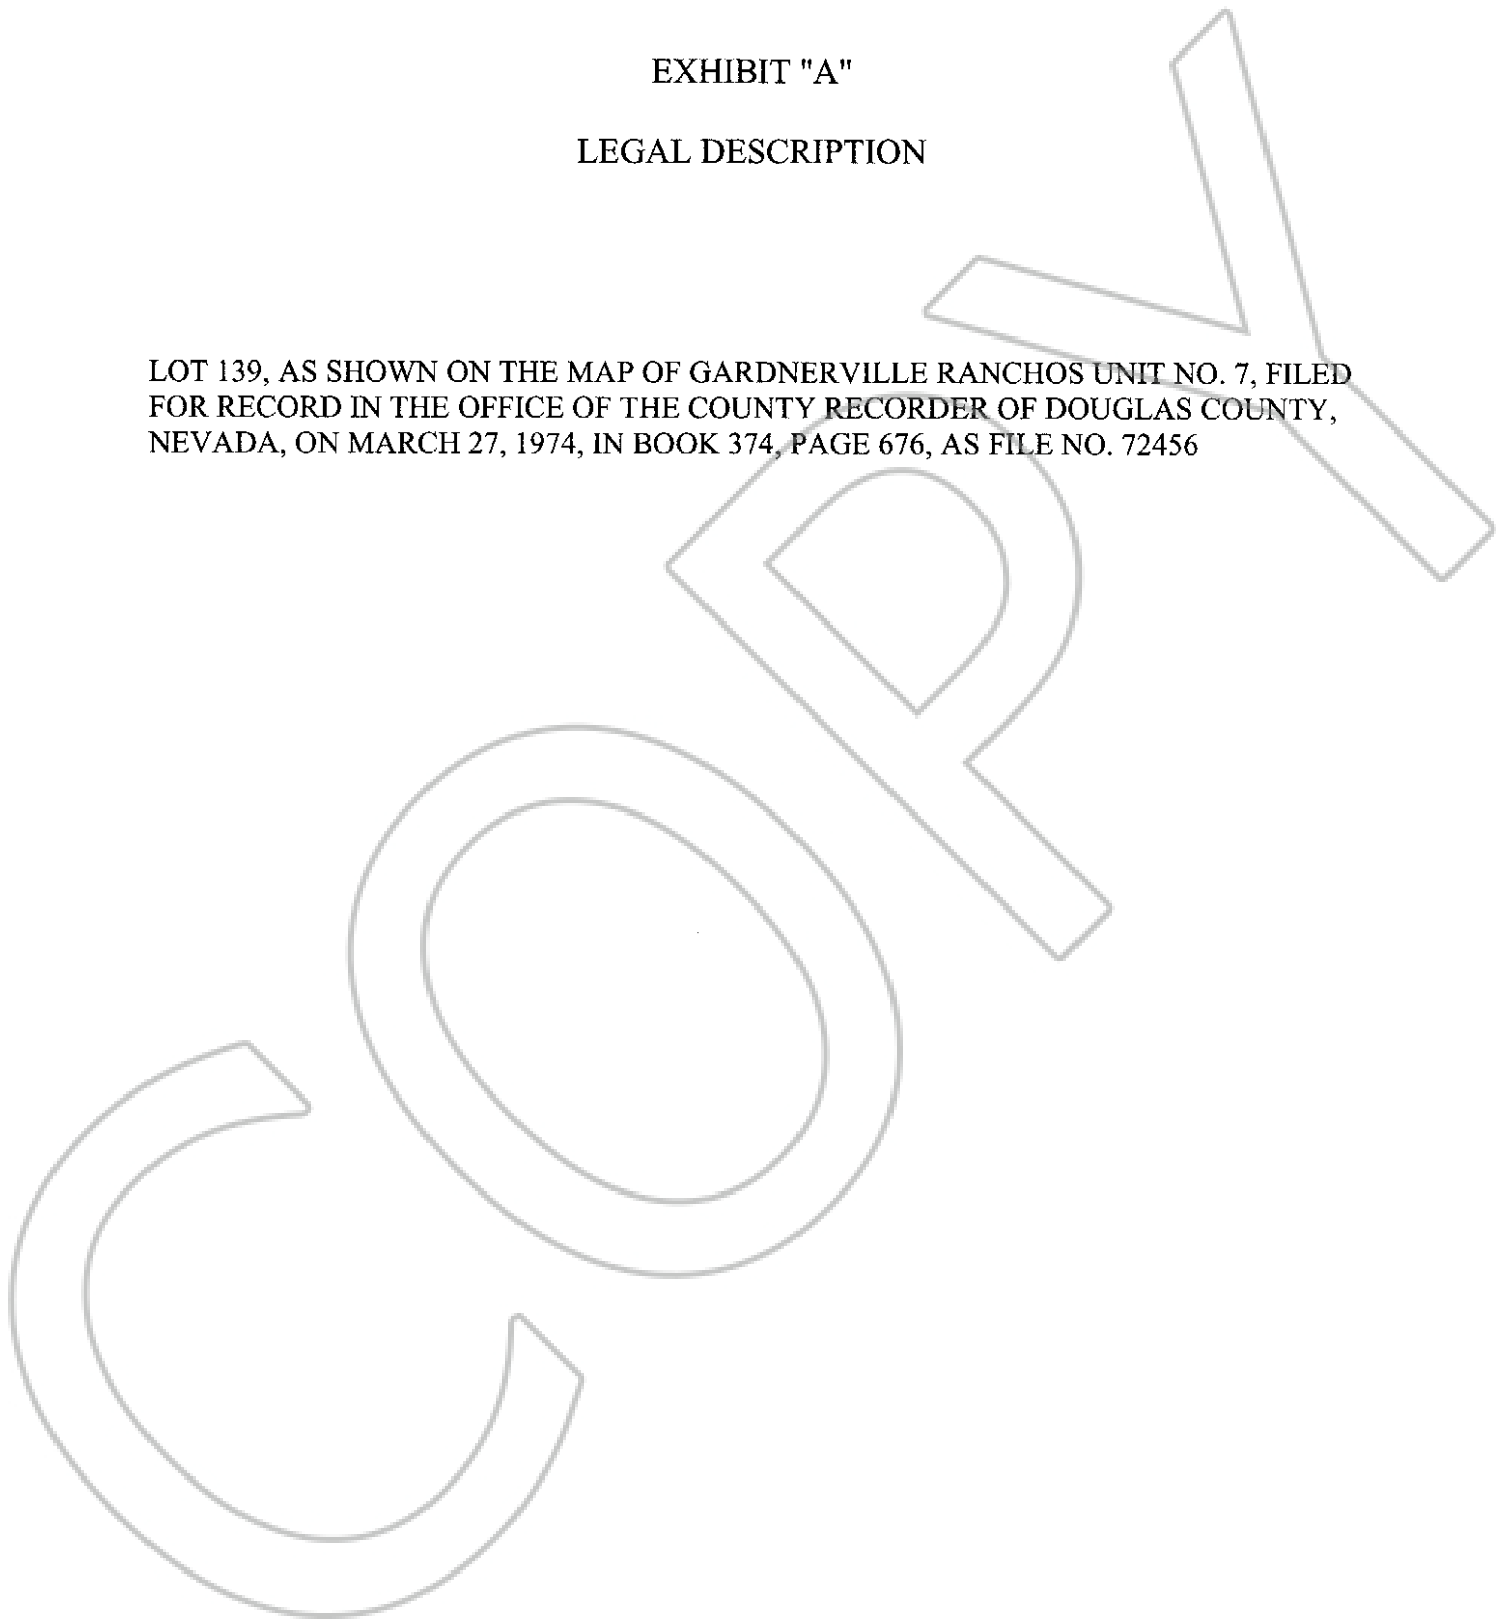 EXHIBIT "A"
LEGAL DESCRIPTION
LOT 139, AS SHOWN ON THE MAP OF GARDNERVILLE RANCHOS UNIT NO. 7, FILED
FOR RECORD IN THE OFFICE OF THE COUNTY RECORDER OF DOUGLAS COUNTY,
NEVADA, ON MARCH 27, 1974, IN BOOK 374, PAGE 676, AS FILE NO. 72456
COPY